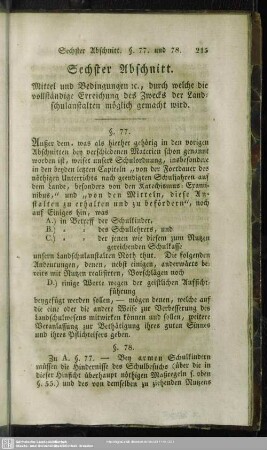 Sechster Abschnitt. §. 77. und 78. 215
Sechster Abschnitt.
Mittel und Bedingungen ꝛc., durch welche die
vollständige Erreichung des Zwecks der Land-
schulanstalten möglich gemacht wird.
§. 77.
Außer dem, was als hierher gehörig in den vorigen
Abschnitten bey verschiedenen Materien schon genannt
worden ist, weiset unsere Schulordnung, insbesondere
in den beyden letzten Capiteln „von der Fortdauer des
nöthigen Unterrichts nach geendigten Schuljahren auf
dem Lande, besonders von den Katechismus-Examini-
bus,“ und „von den Mitteln, diese An-
stalten zu erhalten und zu befördern“, noch
auf Einiges hin, was
A.) in Betreff der Schulkinder,
B.) „ „ des Schullehrers, und
C.) „ „ der jenen wie diesem zum Nutzen
gereichenden Schulkasse
unsern Landschulanstalten Noth thut. Die folgenden
Andeutungen, denen, nebst einigen, anderwärts be-
reits mit Nutzen realisirten, Vorschlägen noch
D.) einige Worte wegen der geistlichen Aufsicht-
führung
beygefügt werden sollen, — mögen denen, welche auf
die eine oder die andere Weise zur Verbesserung des
Landschulwesens mitwirken können und sollen, weitere
Veranlassung zur Bethätigung ihres guten Sinnes
und ihres Pflichteifers geben.
§. 78.
Zu A. §. 77. — Bey armen Schulkindern
müssen die Hindernisse des Schulbesuchs (über die in
dieser Hinsicht überhaupt nöthigen Maßregeln s. oben
§. 55.) und des von demselben zu ziehenden Nutzens